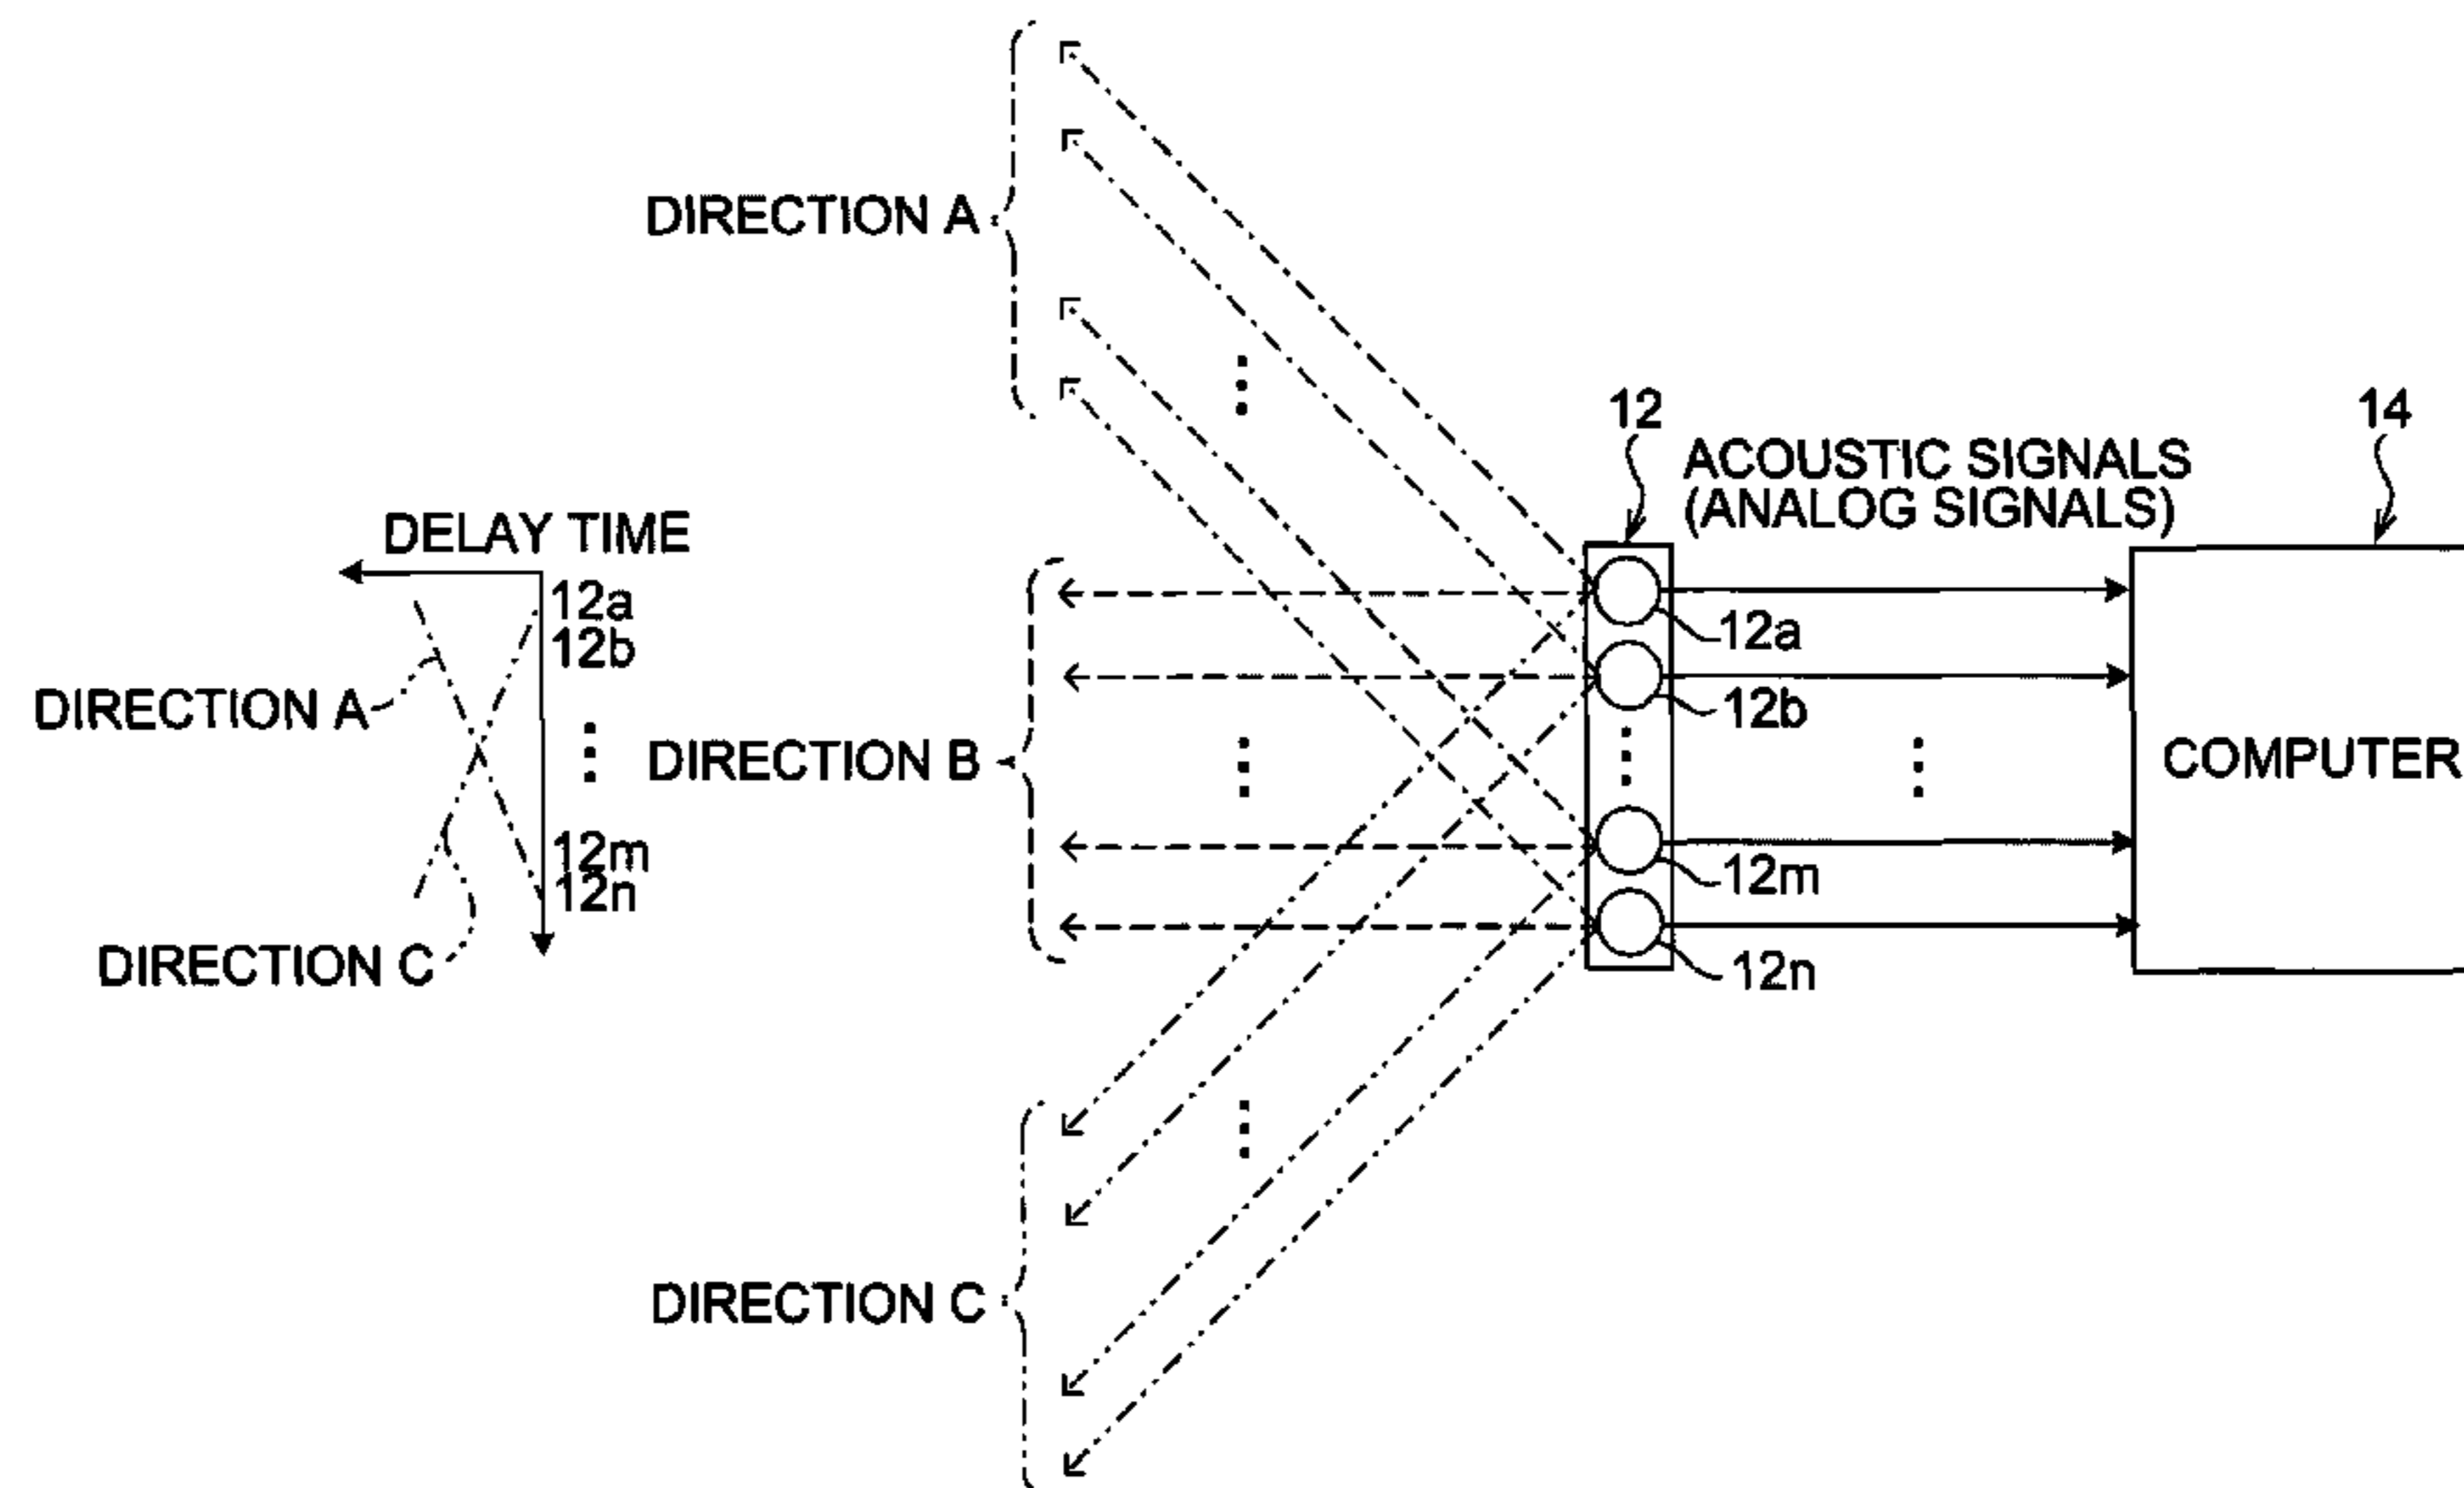 DIRECTION A
12
14
ACOUSTIC SIGNALS
(ANALOG SIGNALS)
DELAY TIME
12a
12b
DIRECTION A
12m
12n
DIRECTION C
DIRECTION B
12a
12b
COMPUTER
12m
12n
DIRECTION C